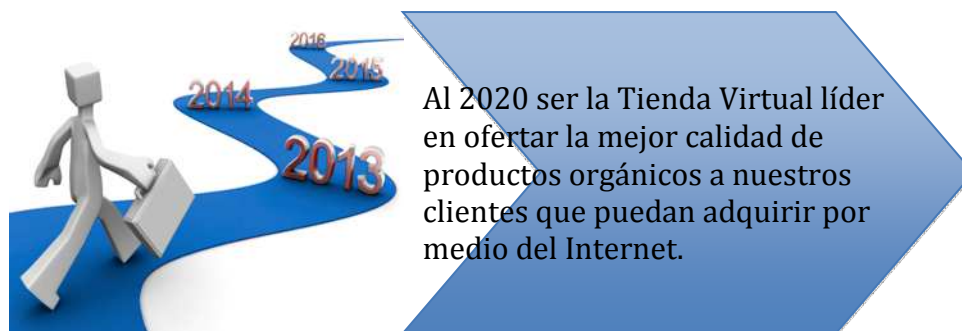 2016
2015
2014
2013
Al 2020 ser la Tienda Virtual líder
en ofertar la mejor calidad de
productos orgánicos a nuestros
clientes que puedan adquirir por
medio del Internet.